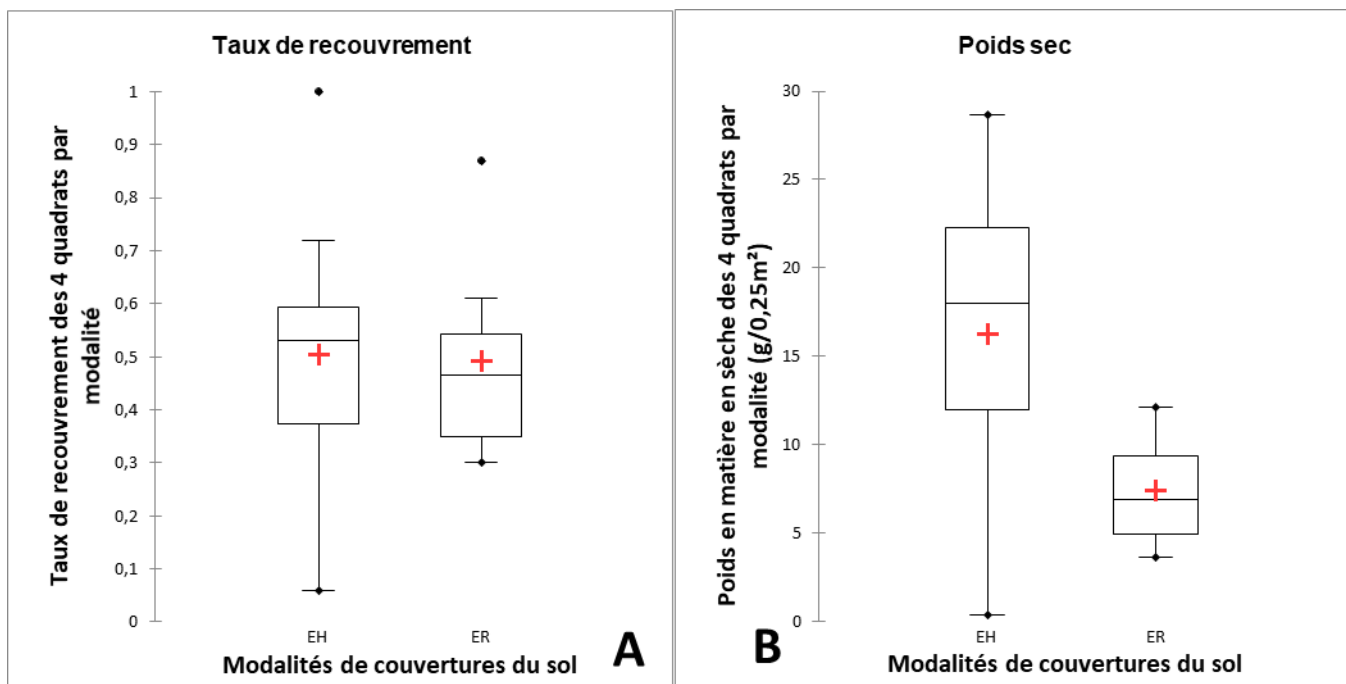 Taux de recouvrement
Taux de recouvrement des 4 quadrats par
modalité
1
0,9
0,8
0,7
0,6
0,5
0,4
0,3
0,2
0,1
0
EH
ER
Modalités de couvertures du sol
A
Poids sec
Poids en matière en sèche des 4 quadrats par
modalité (g/0,25m²)
30
25
20
15
10
5
0
EH
ER
Modalités de couvertures du sol
B